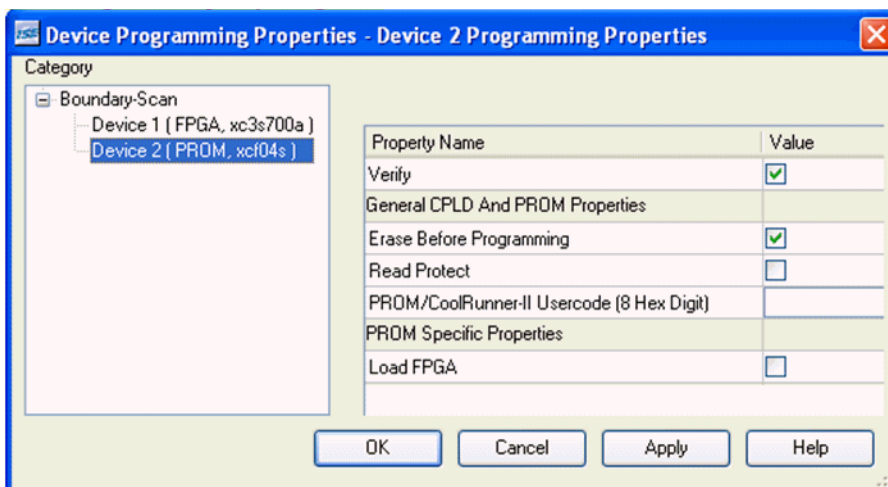 ISE Device Programming Properties - Device 2 Programming Properties
Category
Boundary-Scan
Device 1 ( FPGA, xc3s700a )
Device 2 ( PROM, xcf04s )
Property Name Value
Verify
General CPLD And PROM Properties
Erase Before Programming
Read Protect
PROM/CoolRunner-II Usercode (8 Hex Digit)
PROM Specific Properties
Load FPGA
OK Cancel Apply Help